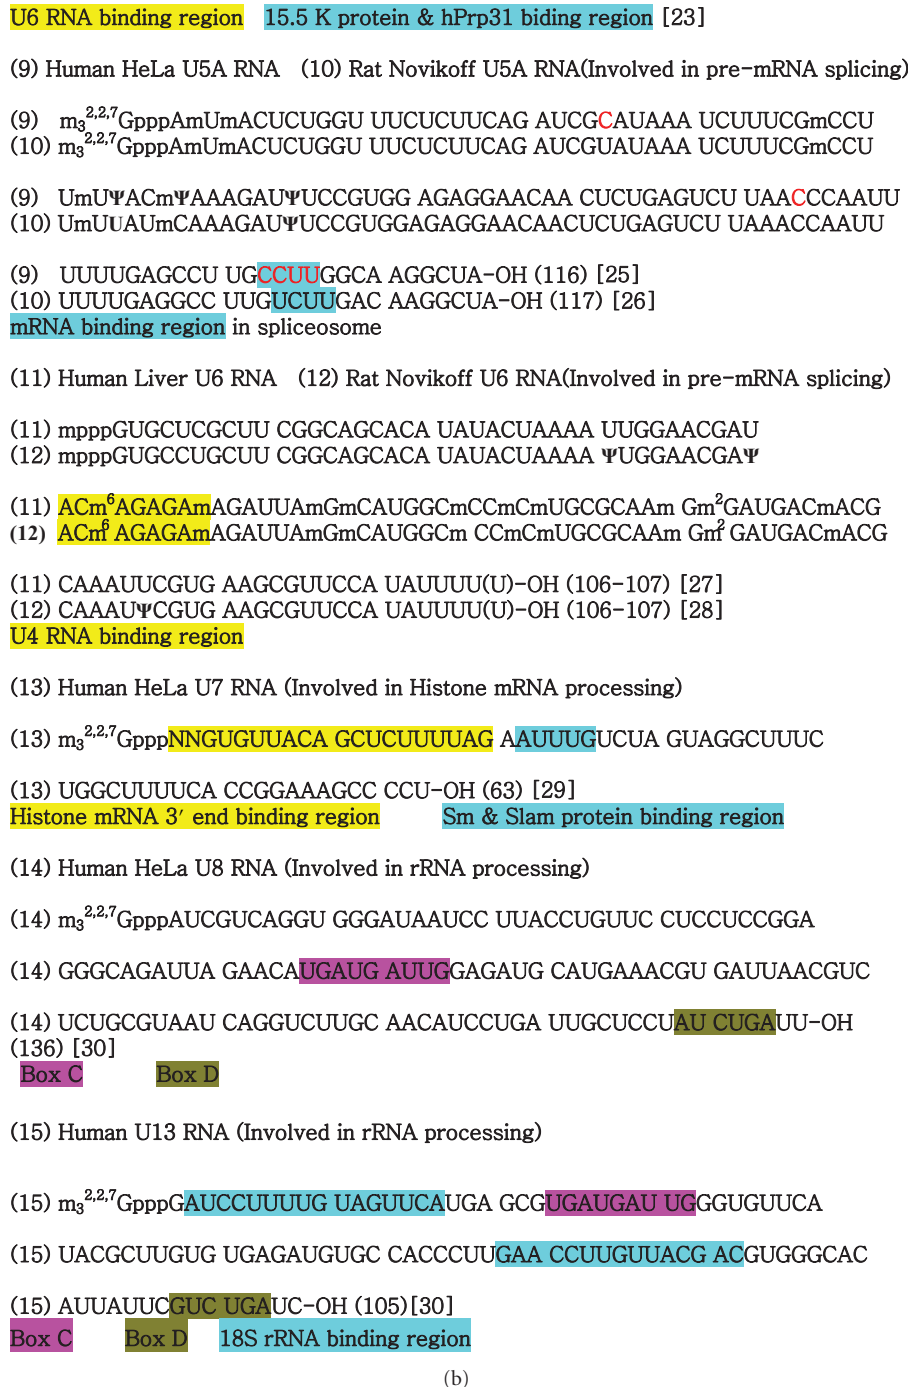 U6 RNA binding region 15.5 K protein & hPrp31 biding region [23]
(9) Human HeLa U5A RNA (10) Rat Novikoff U5A RNA(Involved in pre-mRNA splicing)
(9) m₃²,²,⁷GpppAmUmACUCUGGU UUCUCUUCAG AUCGCAUAAA UCUUUCGmCCU
(10) m₃²,²,⁷GpppAmUmACUCUGGU UUCUCUUCAG AUCGUAUAAA UCUUUCGmCCU
(9) UmUΨACmΨAAAGAUΨUCCGUGG AGAGGAACAA CUCUGAGUCU UAACCCAAUU
(10) UmUUAUmCAAAGAUΨUCCGUGGAGAGGAACAACUCUGAGUCU UAAACCAAUU
(9) UUUUGAGCCU UGCCUUGGCA AGGCUA-OH (116) [25]
(10) UUUUGAGGCC UUGUCUUGAC AAGGCUA-OH (117) [26]
mRNA binding region in spliceosome
(11) Human Liver U6 RNA (12) Rat Novikoff U6 RNA(Involved in pre-mRNA splicing)
(11) mpppGUGCUCGCUU CGGCAGCACA UAUACUAAAA UUGGAACGAU
(12) mpppGUGCCUGCUU CGGCAGCACA UAUACUAAAA ΨUGGAACGAΨ
(11) ACm⁶AGAGAmAGAUUAmGmCAUGGCmCCmCmUGCGCAAm Gm²GAUGACmACG
(12) ACm⁶ AGAGAmAGAUUAmGmCAUGGCm CCmCmUGCGCAAm Gm² GAUGACmACG
(11) CAAAUUCGUG AAGCGUUCCA UAUUUU(U)-OH (106-107) [27]
(12) CAAAUΨCGUG AAGCGUUCCA UAUUUU(U)-OH (106-107) [28]
U4 RNA binding region
(13) Human HeLa U7 RNA (Involved in Histone mRNA processing)
(13) m₃²,²,⁷GpppNNGUGUUACA GCUCUUUUAG AAUUUGUCUA GUAGGCUUUC
(13) UGGCUUUUCA CCGGAAAGCC CCU-OH (63) [29]
Histone mRNA 3′ end binding region Sm & Slam protein binding region
(14) Human HeLa U8 RNA (Involved in rRNA processing)
(14) m₃²,²,⁷GpppAUCGUCAGGU GGGAUAAUCC UUACCUGUUC CUCCUCCGGA
(14) GGGCAGAUUA GAACAUGAUG AUUGGAGAUG CAUGAAACGU GAUUAACGUC
(14) UCUGCGUAAU CAGGUCUUGC AACAUCCUGA UUGCUCCUAU CUGAUU-OH
(136) [30]
Box C Box D
(15) Human U13 RNA (Involved in rRNA processing)
(15) m₃²,²,⁷GpppGAUCCUUUUG UAGUUCAUGA GCGUGAUGAU UGGGUGUUCA
(15) UACGCUUGUG UGAGAUGUGC CACCCUUGAA CCUUGUUACG ACGUGGGCAC
(15) AUUAUUCGUC UGAUC-OH (105)[30]
Box C Box D 18S rRNA binding region
(b)